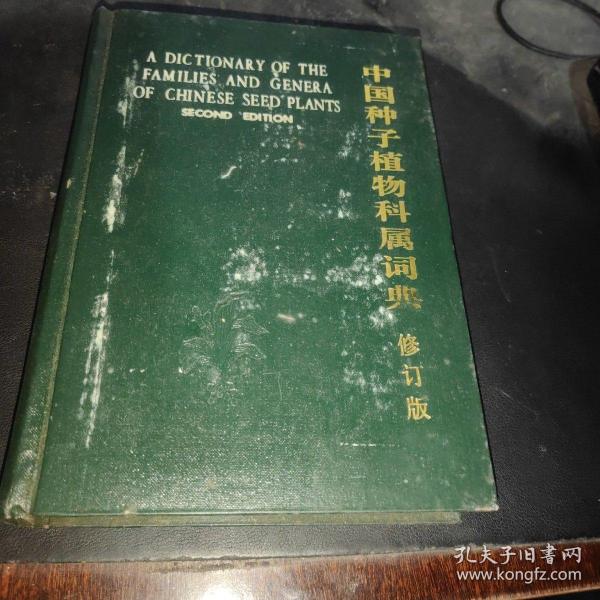 A DICTIONARY OF THE
FAMILIES AND GENERA
OF CHINESE SEED PLANTS
SECOND EDITION
中国种子植物科属词典
修订版
孔夫子旧书网
www.kongfz.com